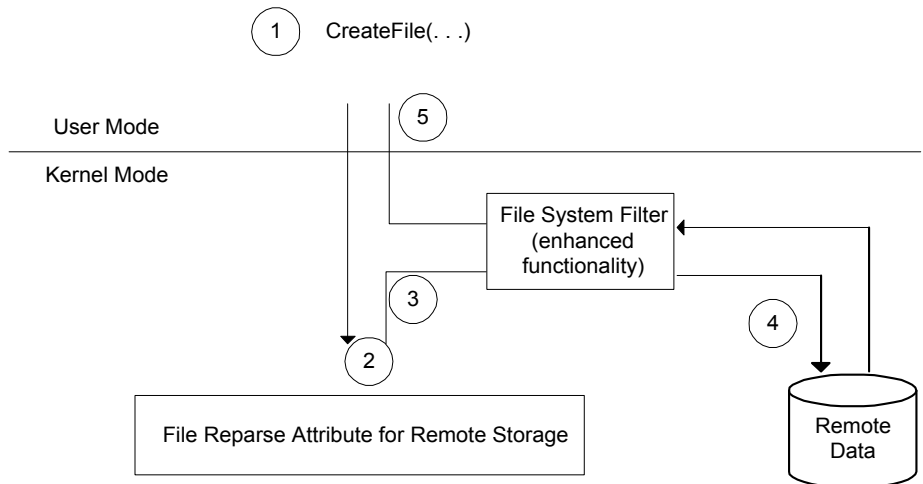 1 CreateFile(. . .)
5
User Mode
Kernel Mode
File System Filter
(enhanced
functionality)
3
4
2
File Reparse Attribute for Remote Storage
Remote
Data